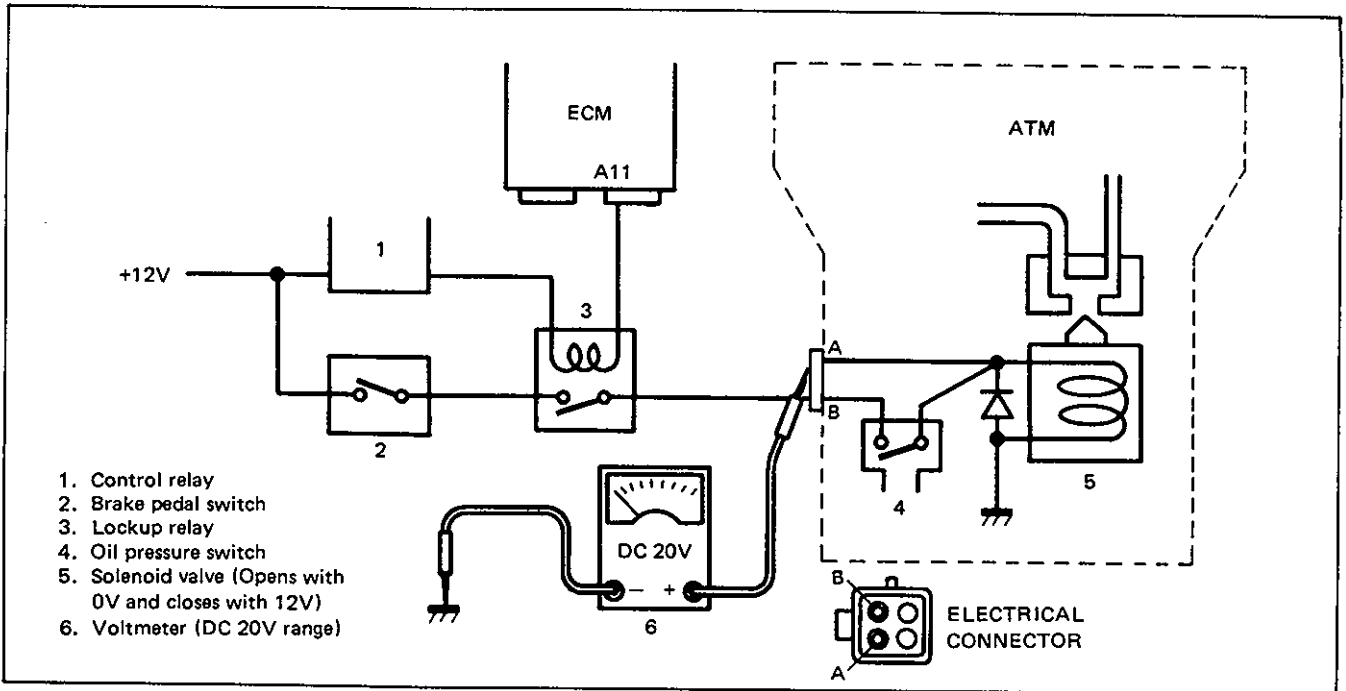 ECM
A11
ATM
1
+12V
3
A
B
2
4
5
1. Control relay
2. Brake pedal switch
3. Lockup relay
4. Oil pressure switch
5. Solenoid valve (Opens with
0V and closes with 12V)
6. Voltmeter (DC 20V range)
DC 20V
− +
6
B
A
ELECTRICAL
CONNECTOR